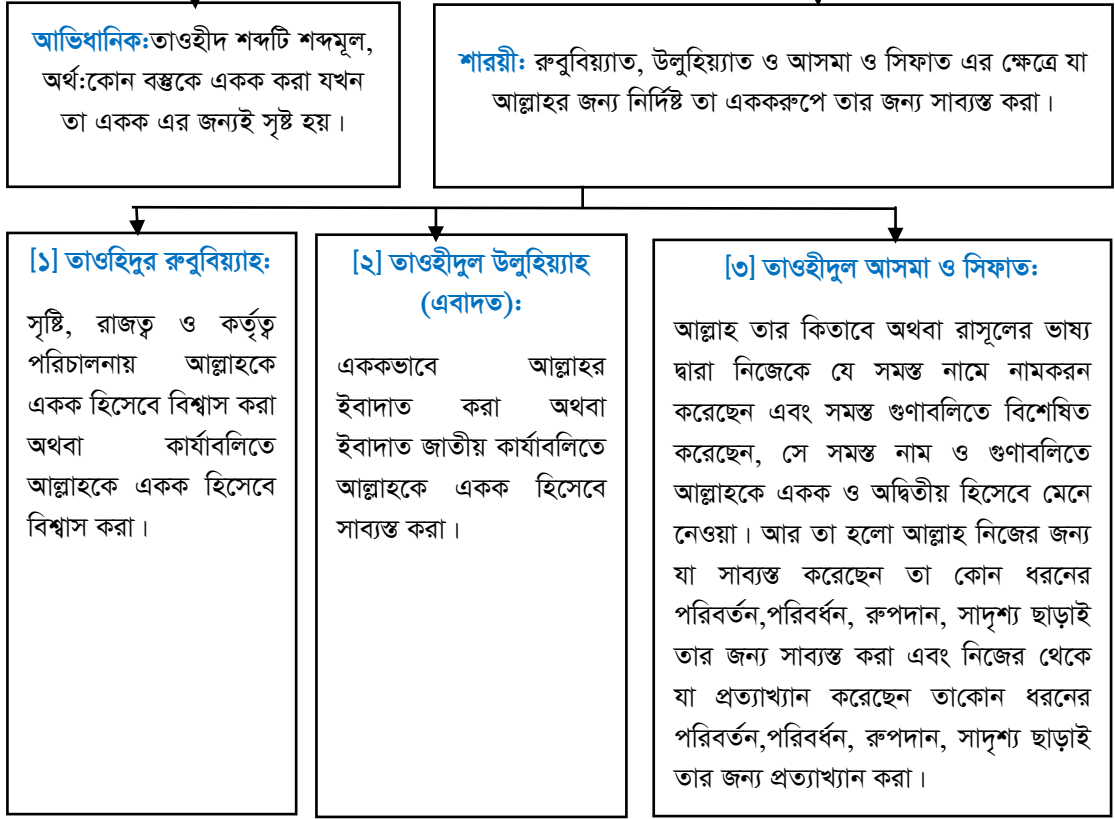 আভিধানিক:তাওহীদ শব্দটি শব্দমূল,
অর্থ:কোন বস্তুকে একক করা যখন
তা একক এর জন্যই সৃষ্ট হয়।
শারয়ী: রুবুবিয়্যাত, উলুহিয়্যাত ও আসমা ও সিফাত এর ক্ষেত্রে যা
আল্লাহর জন্য নির্দিষ্ট তা এককরুপে তার জন্য সাব্যস্ত করা।
[১] তাওহিদুর রুবুবিয়্যাহ:
সৃষ্টি, রাজত্ব ও কর্তৃত্ব
পরিচালনায় আল্লাহকে
একক হিসেবে বিশ্বাস করা
অথবা কার্যাবলিতে
আল্লাহকে একক হিসেবে
বিশ্বাস করা।
[২] তাওহীদুল উলুহিয়্যাহ
(এবাদত):
এককভাবে আল্লাহর
ইবাদাত করা অথবা
ইবাদাত জাতীয় কার্যাবলিতে
আল্লাহকে একক হিসেবে
সাব্যস্ত করা।
[৩] তাওহীদুল আসমা ও সিফাত:
আল্লাহ তার কিতাবে অথবা রাসূলের ভাষ্য
দ্বারা নিজেকে যে সমস্ত নামে নামকরন
করেছেন এবং সমস্ত গুণাবলিতে বিশেষিত
করেছেন, সে সমস্ত নাম ও গুণাবলিতে
আল্লাহকে একক ও অদ্বিতীয় হিসেবে মেনে
নেওয়া। আর তা হলো আল্লাহ নিজের জন্য
যা সাব্যস্ত করেছেন তা কোন ধরনের
পরিবর্তন,পরিবর্ধন, রুপদান, সাদৃশ্য ছাড়াই
তার জন্য সাব্যস্ত করা এবং নিজের থেকে
যা প্রত্যাখ্যান করেছেন তাকোন ধরনের
পরিবর্তন,পরিবর্ধন, রুপদান, সাদৃশ্য ছাড়াই
তার জন্য প্রত্যাখ্যান করা।